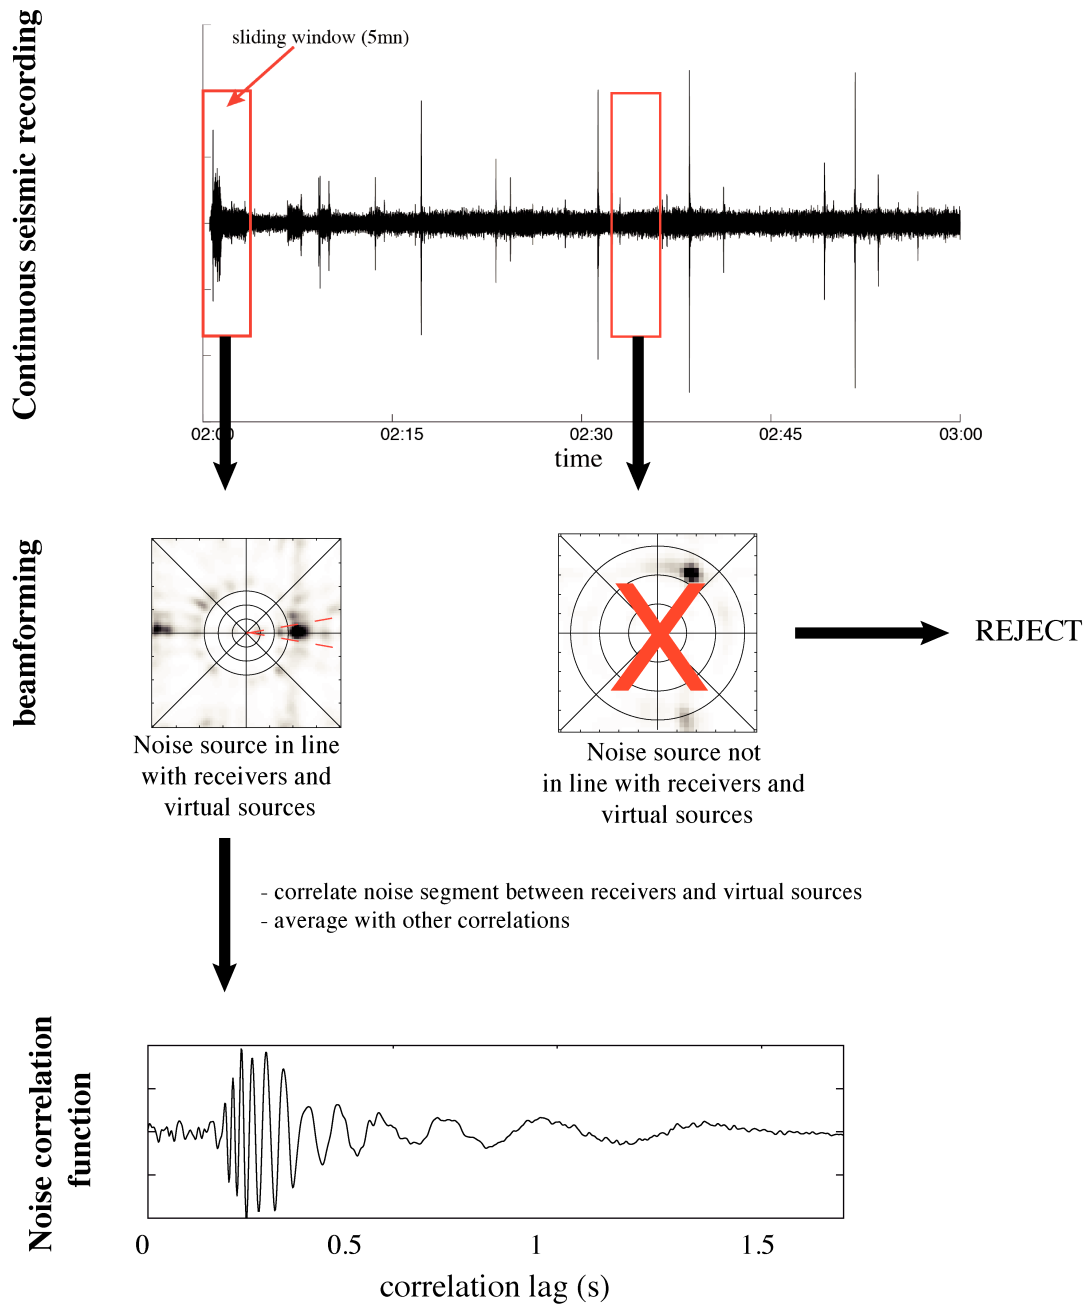 Continuous seismic recording
sliding window (5mn)
02:00
02:15
02:30
02:45
03:00
time
beamforming
X
REJECT
Noise source in line
with receivers and
virtual sources
Noise source not
in line with receivers and
virtual sources
- correlate noise segment between receivers and virtual sources
- average with other correlations
Noise correlation
function
0
0.5
1
1.5
correlation lag (s)